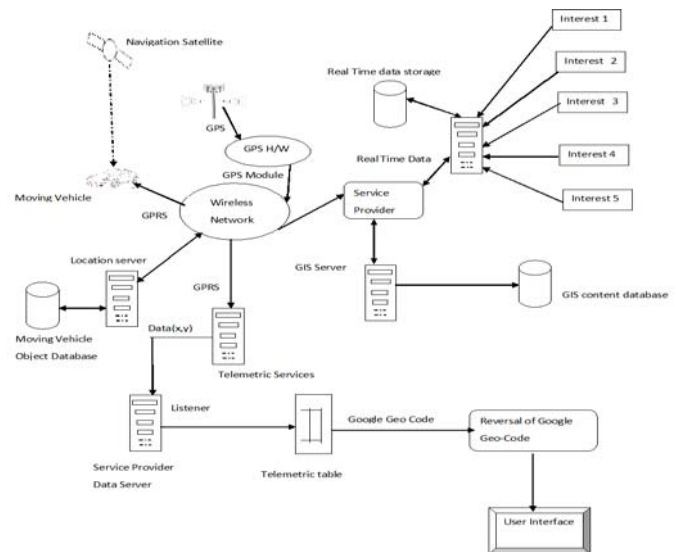 Interest 1
Navigation Satellite
Interest 2
Real Time data storage
Interest 3
GPS
GPS H/W
Real Time Data
Interest 4
GPS Module
Moving Vehicle
Wireless
Network
Service
Provider
Interest 5
GPRS
Location server
GIS Server
GPRS
GIS content database
Data(x,y)
Moving Vehicle
Object Database
Telemetric Services
Listener
Google Geo Code
Reversal of Google
Geo-Code
Service Provider
Data Server
Telemetric table
User Interface